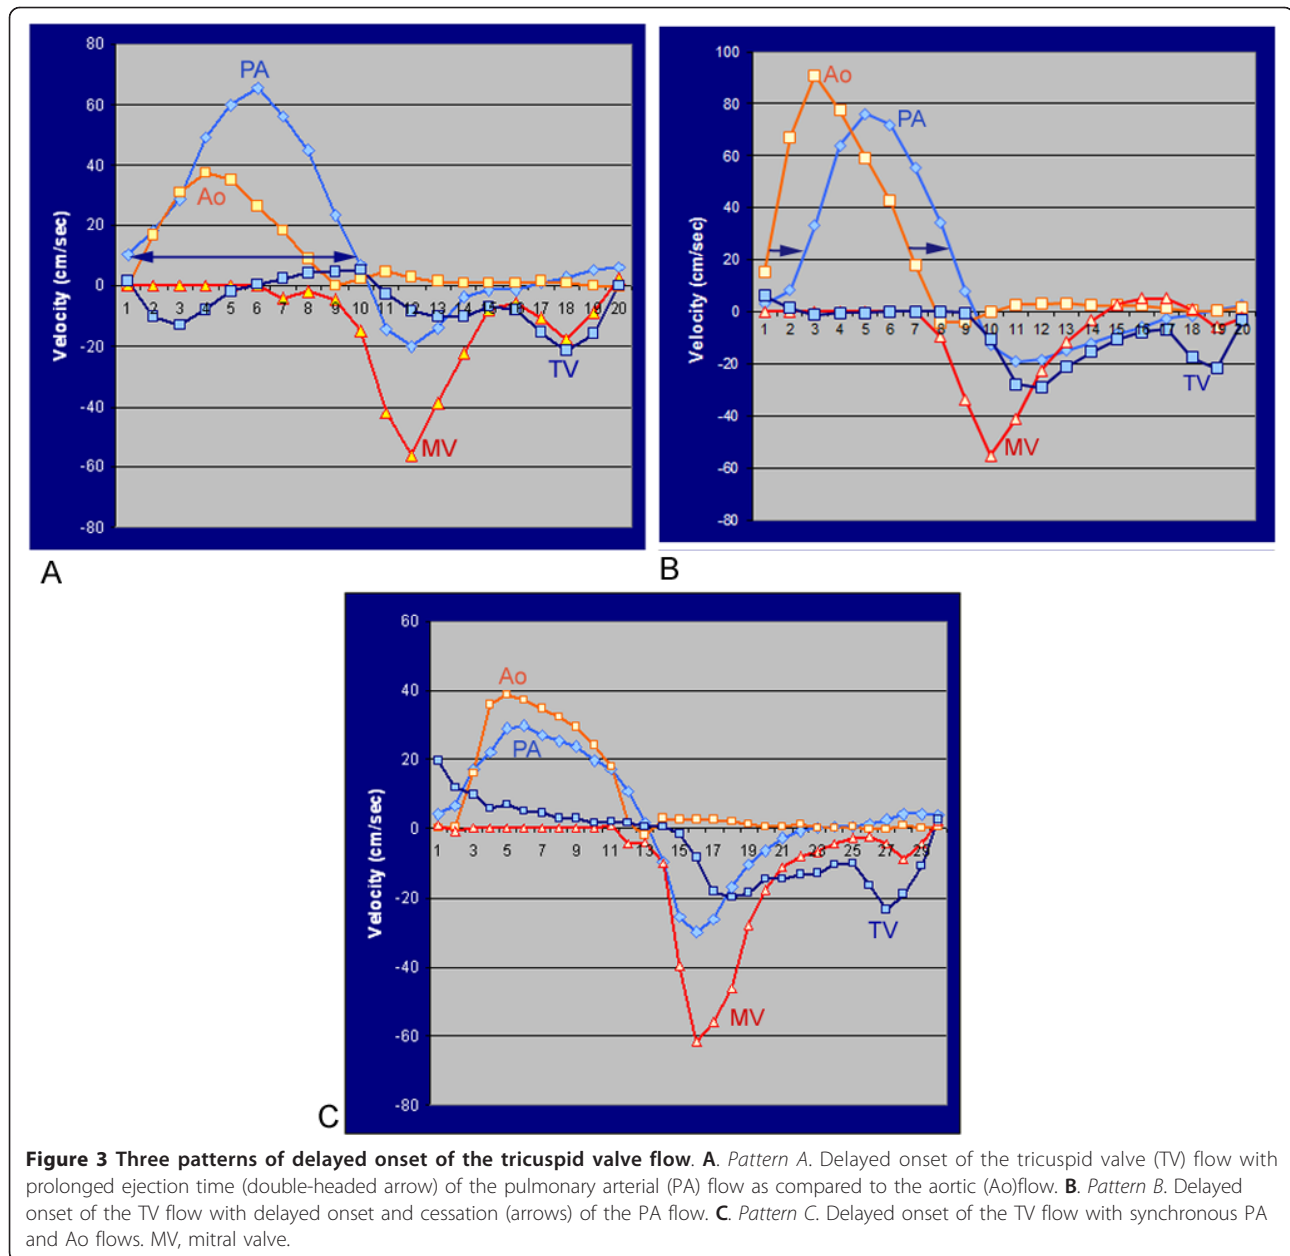 80
60
40
20
0
-20
-40
-60
-80
Velocity (cm/sec)
PA
Ao
TV
MV
1 2 3 4 5 6 7 8 9 10 11 12 13 14 15 16 17 18 19 20
A
100
80
60
40
20
0
-20
-40
-60
-80
Velocity (cm/sec)
Ao
PA
TV
MV
1 2 3 4 5 6 7 8 9 10 11 12 13 14 15 16 17 18 19 20
B
60
40
20
0
-20
-40
-60
-80
Velocity (cm/sec)
Ao
PA
TV
MV
1 3 5 7 9 11 13 15 17 19 21 23 25 27 29
C
Figure 3 Three patterns of delayed onset of the tricuspid valve flow. A. Pattern A. Delayed onset of the tricuspid valve (TV) flow with
prolonged ejection time (double-headed arrow) of the pulmonary arterial (PA) flow as compared to the aortic (Ao)flow. B. Pattern B. Delayed
onset of the TV flow with delayed onset and cessation (arrows) of the PA flow. C. Pattern C. Delayed onset of the TV flow with synchronous PA
and Ao flows. MV, mitral valve.